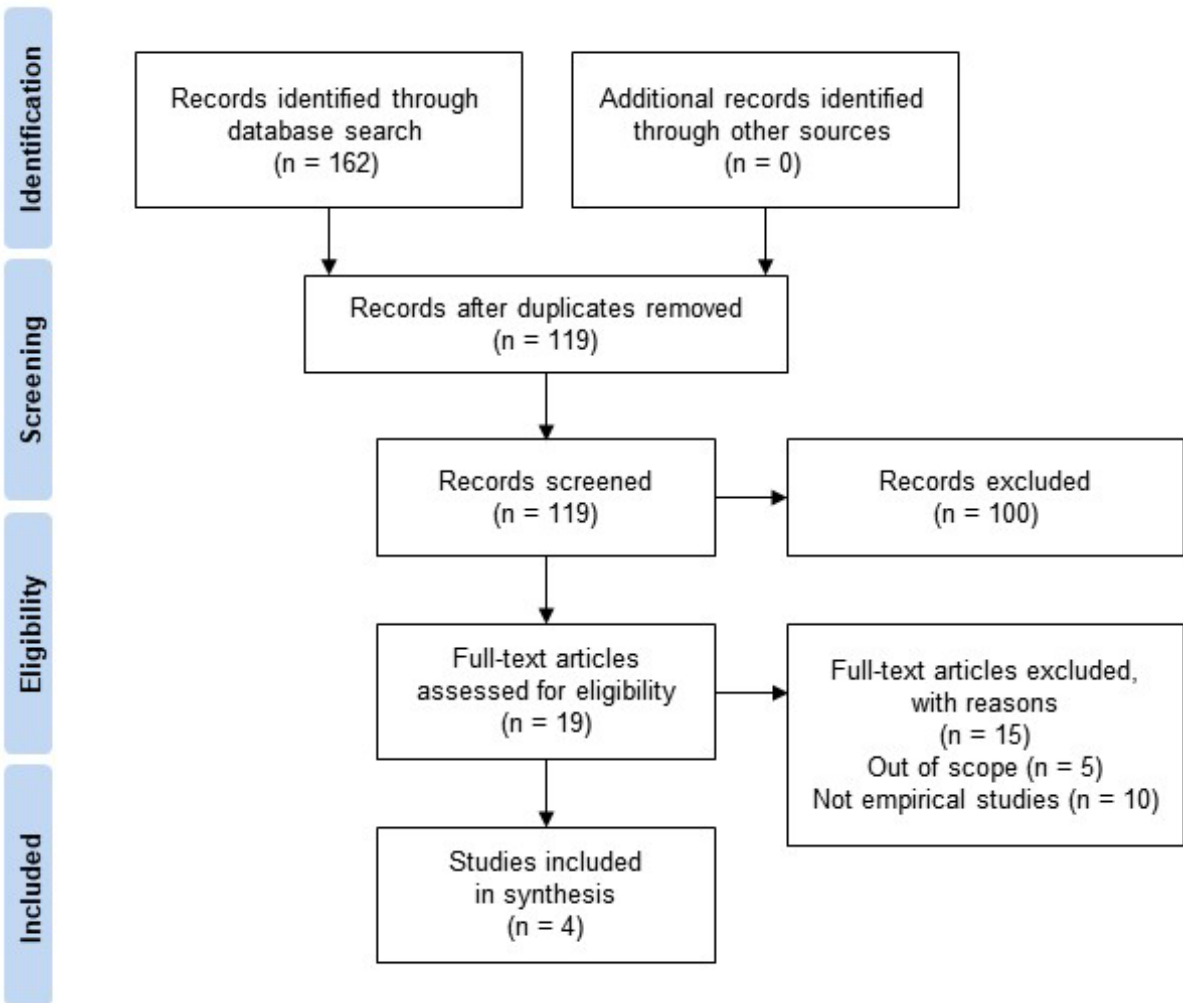 Identification
Records identified through
database search
(n = 162)
Additional records identified
through other sources
(n = 0)
Screening
Records after duplicates removed
(n = 119)
Records screened
(n = 119)
Records excluded
(n = 100)
Eligibility
Full-text articles
assessed for eligibility
(n = 19)
Full-text articles excluded,
with reasons
(n = 15)
Out of scope (n = 5)
Not empirical studies (n = 10)
Included
Studies included
in synthesis
(n = 4)